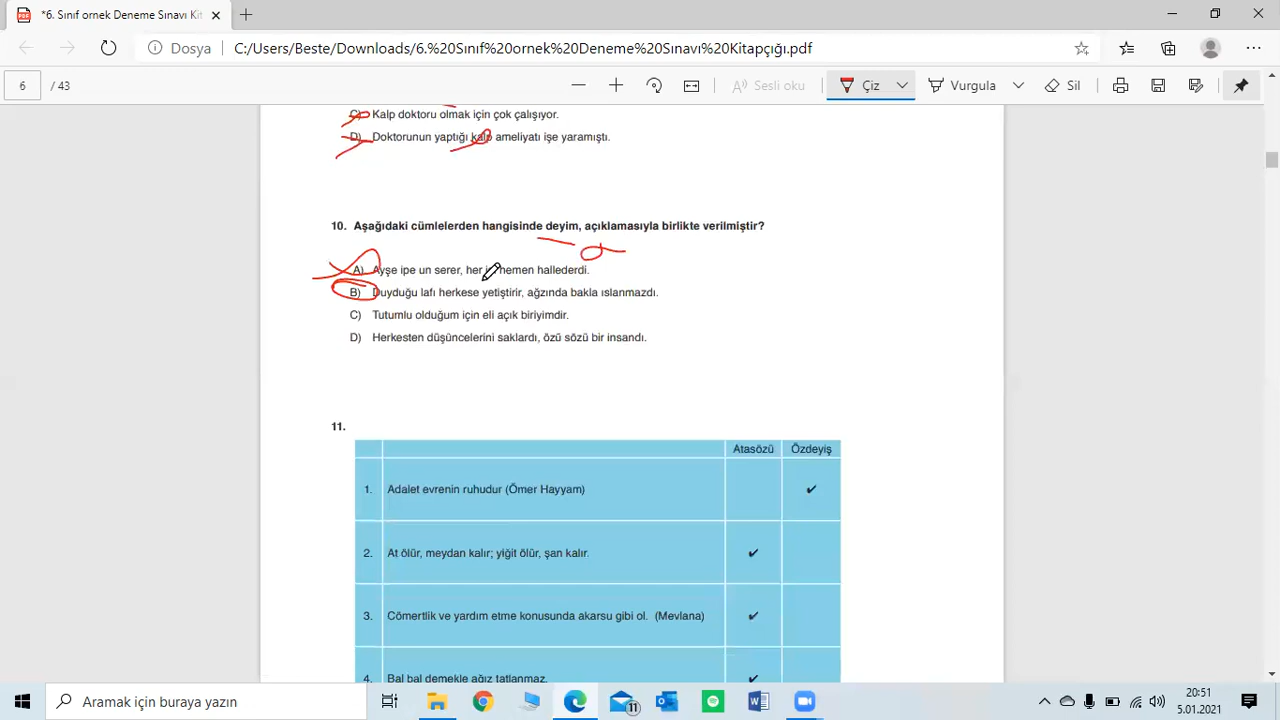 *6. Sınıf ornek Deneme Sınavı Kit
Dosya
C:/Users/Beste/Downloads/6.%20Sınıf%20ornek%20Deneme%20Sınavı%20Kitapçığı.pdf
6 / 43
Sesli oku
Çiz
Vurgula
Sil
C) Kalp doktoru olmak için çok çalışıyor.
D) Doktorunun yaptığı kalp ameliyatı işe yaramıştı.
10. Aşağıdaki cümlelerden hangisinde deyim, açıklamasıyla birlikte verilmiştir?
A) Ayşe ipe un serer, her hemen hallederdi.
B) Duyduğu lafı herkese yetiştirir, ağzında bakla ıslanmazdı.
C) Tutumlu olduğum için eli açık biriyimdir.
D) Herkesten düşüncelerini saklardı, özü sözü bir insandı.
11.
Atasözü Özdeyiş
1. Adalet evrenin ruhudur (Ömer Hayyam) ✔
2. At ölür, meydan kalır; yiğit ölür, şan kalır. ✔
3. Cömertlik ve yardım etme konusunda akarsu gibi ol. (Mevlana) ✔
4. Bal bal demekle ağız tatlanmaz. ✔
Aramak için buraya yazın
11
20:51
5.01.2021